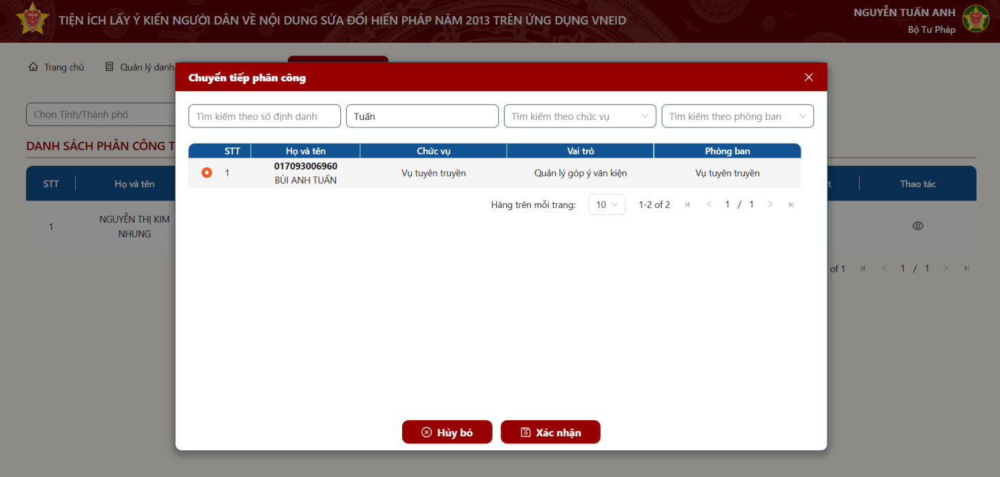 TIỆN ÍCH LẤY Ý KIẾN NGƯỜI DÂN VỀ NỘI DUNG SỬA ĐỔI HIẾN PHÁP NĂM 2013 TRÊN ỨNG DỤNG VNEID
NGUYỄN TUẤN ANH
Bộ Tư Pháp
Trang chủ Quản lý danh
Chuyển tiếp phân công
Chọn Tỉnh/Thành phố
Tìm kiếm theo số định danh Tuấn Tìm kiếm theo chức vụ Tìm kiếm theo phòng ban
DANH SÁCH PHÂN CÔNG T
STT Họ và tên Chức vụ Vai trò Phòng ban
1 017093006960 Vụ tuyên truyền Quản lý góp ý văn kiện Vụ tuyên truyền
BÙI ANH TUẤN
STT Họ và tên t Thao tác
Hàng trên mỗi trang: 10 1-2 of 2 1 / 1
1 NGUYỄN THỊ KIM
NHUNG
of 1 1 / 1
Hủy bỏ Xác nhận